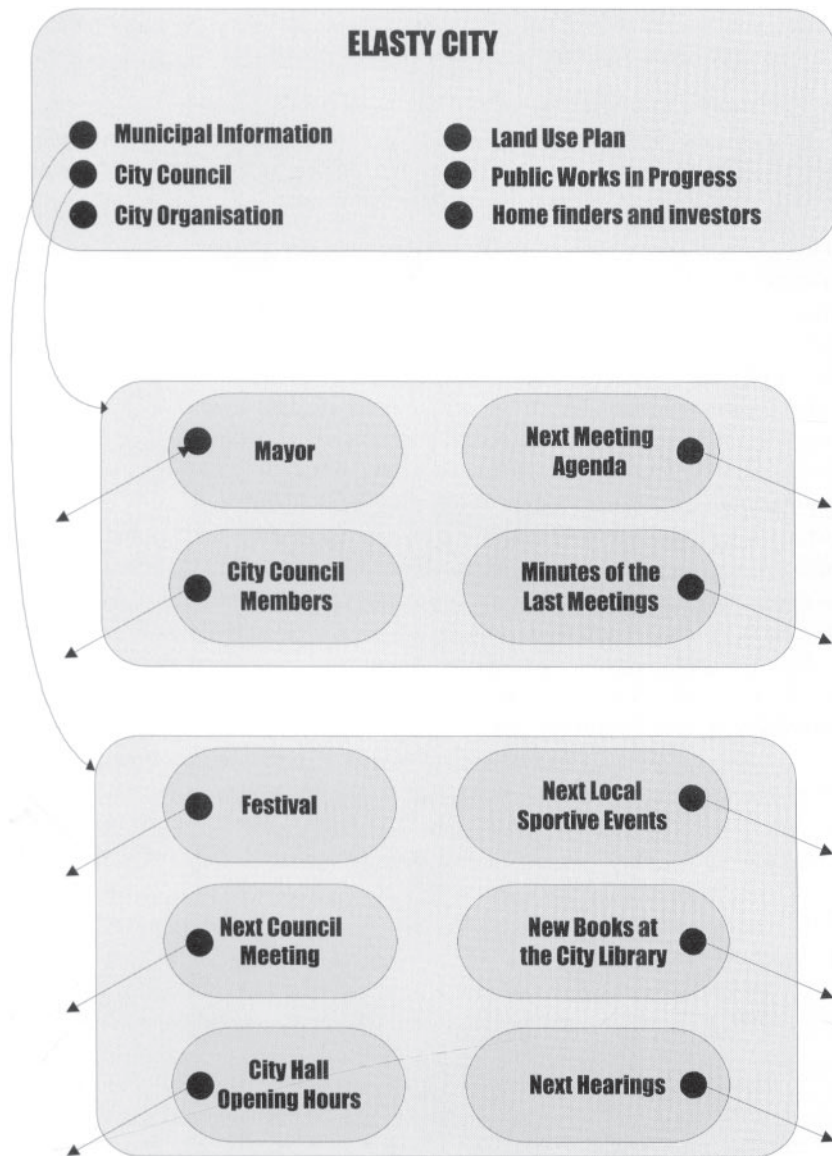 ELASTY CITY
Municipal Information
City Council
City Organisation
Land Use Plan
Public Works in Progress
Home finders and investors
Mayor
Next Meeting
Agenda
City Council
Members
Minutes of the
Last Meetings
Festival
Next Local
Sportive Events
Next Council
Meeting
New Books at
the City Library
City Hall
Opening Hours
Next Hearings